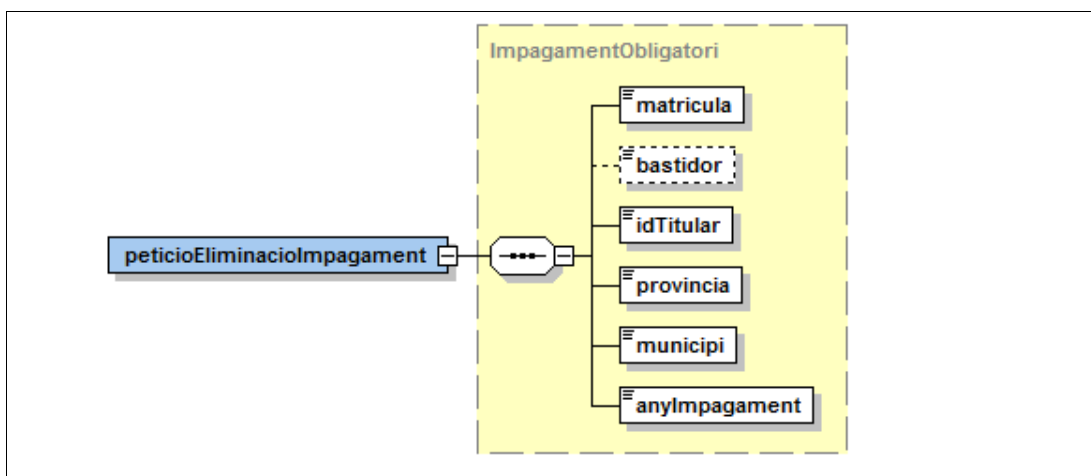 ImpagamentObligatori
matricula
bastidor
idTitular
peticioEliminacioImpagament
provincia
municipi
anyImpagament